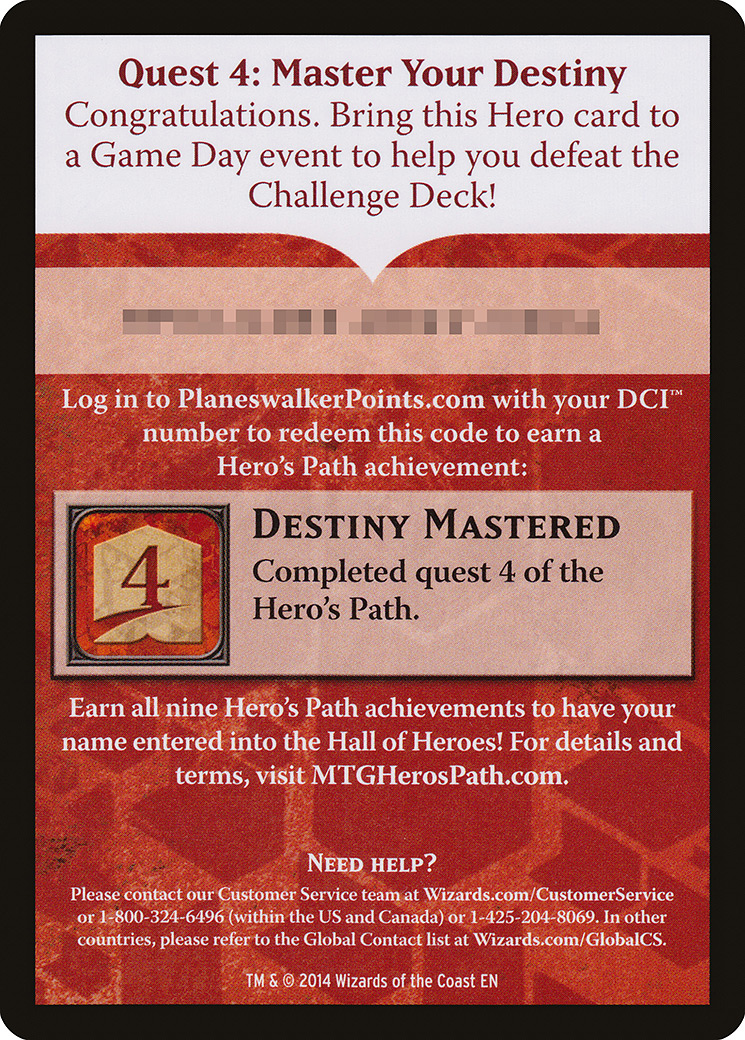 Quest 4: Master Your Destiny
Congratulations. Bring this Hero card to
a Game Day event to help you defeat the
Challenge Deck!
Log in to PlaneswalkerPoints.com with your DCI™
number to redeem this code to earn a
Hero's Path achievement:
4
Destiny Mastered
Completed quest 4 of the
Hero's Path.
Earn all nine Hero's Path achievements to have your
name entered into the Hall of Heroes! For details and
terms, visit MTGHerosPath.com.
Need help?
Please contact our Customer Service team at Wizards.com/CustomerService
or 1-800-324-6496 (within the US and Canada) or 1-425-204-8069. In other
countries, please refer to the Global Contact list at Wizards.com/GlobalCS.
TM & © 2014 Wizards of the Coast EN